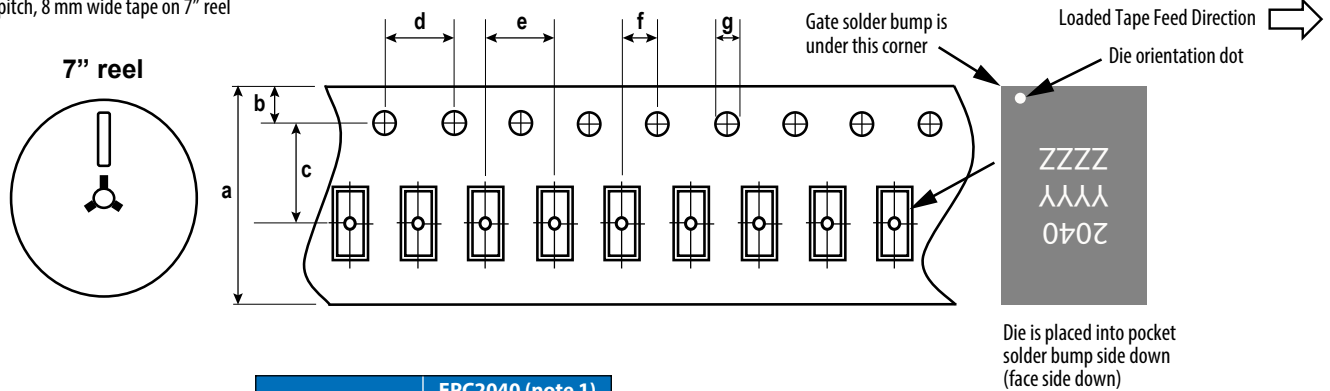 pitch, 8 mm wide tape on 7” reel
7” reel
a
b
c
d
e
f
g
Gate solder bump is
under this corner
Loaded Tape Feed Direction
Die orientation dot
2040
YYYY
ZZZZ
Die is placed into pocket
solder bump side down
(face side down)
EPC2040 (note 1)